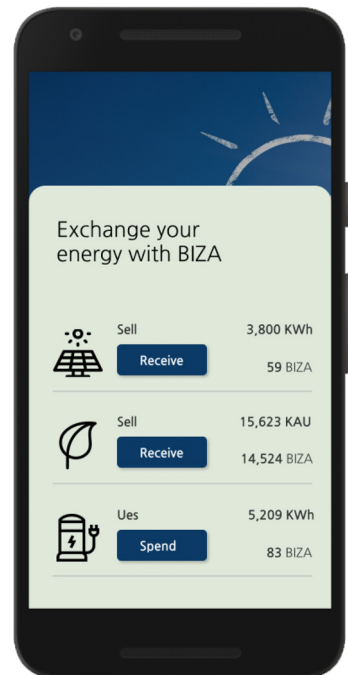 Exchange your
energy with BIZA
Sell 3,800 KWh
Receive 59 BIZA
Sell 15,623 KAU
Receive 14,524 BIZA
Ues 5,209 KWh
Spend 83 BIZA